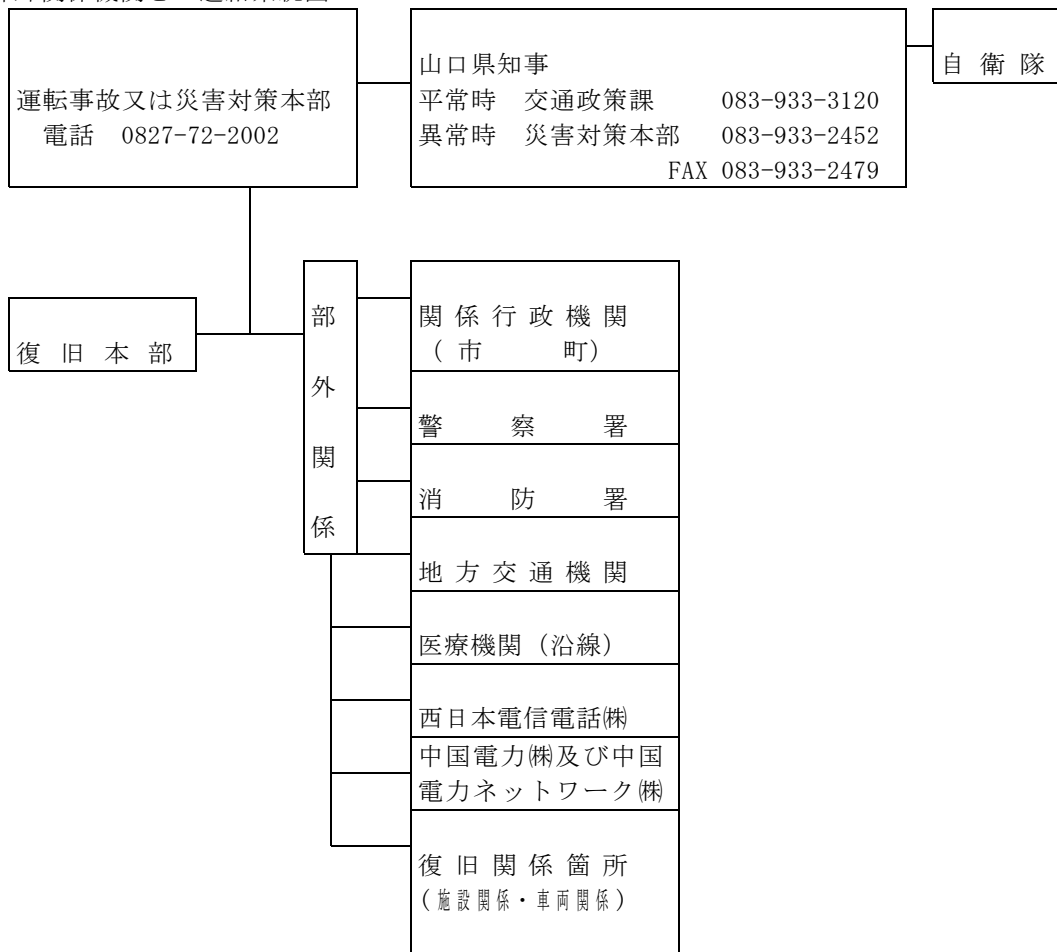 運転事故又は災害対策本部
電話 0827-72-2002
山口県知事
平常時 交通政策課 083-933-3120
異常時 災害対策本部 083-933-2452
FAX 083-933-2479
自衛隊
復旧本部
部外関係
関係行政機関
(市 町)
警察署
消防署
地方交通機関
医療機関(沿線)
西日本電信電話㈱
中国電力㈱及び中国
電力ネットワーク㈱
復旧関係箇所
(施設関係・車両関係)